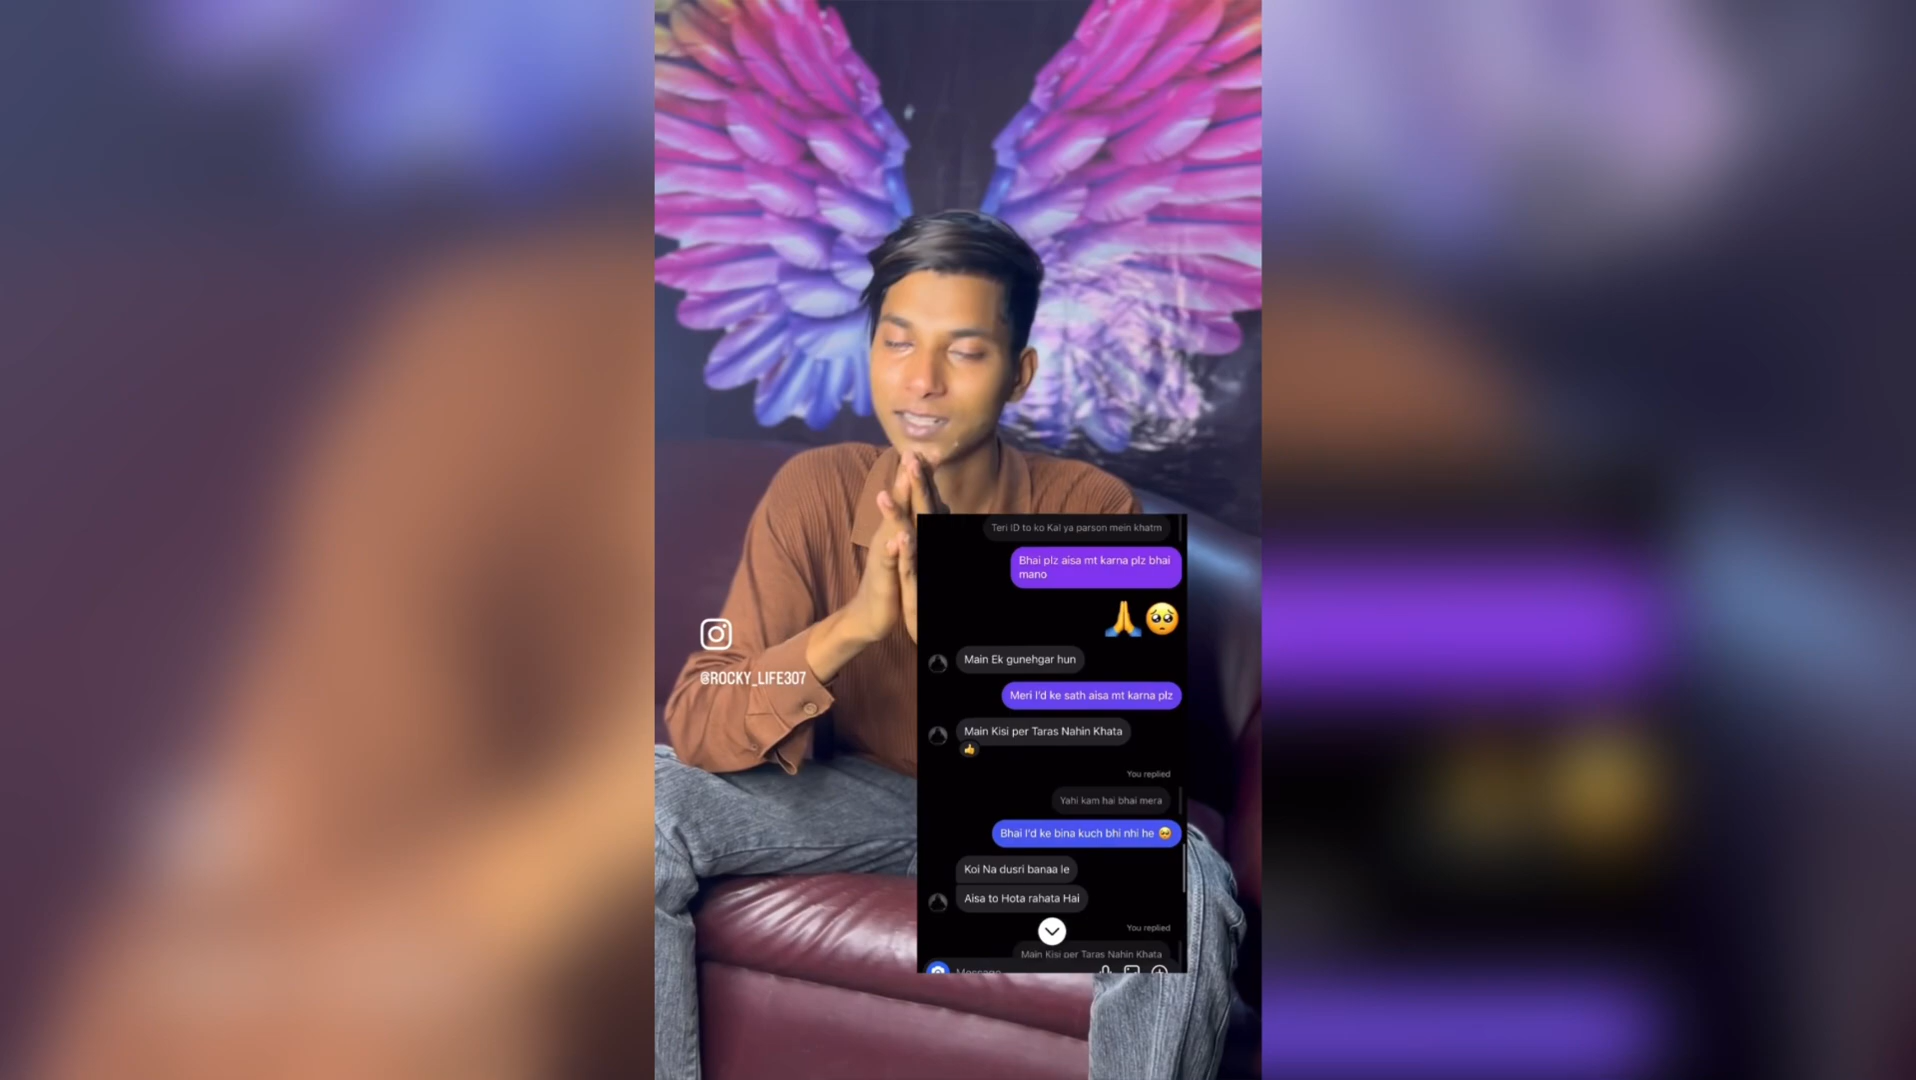 Teri ID to ko Kal ya parson mein khatm
Bhai plz aisa mt karna plz bhai
mano
Main Ek gunehgar hun
@ROCKY_LIFE307
Meri I'd ke sath aisa mt karna plz
Main Kisi per Taras Nahin Khata
You replied
Yahi kam hai bhai mera
Bhai I'd ke bina kuch bhi nhi he
Koi Na dusri banaa le
Aisa to Hota rahata Hai
You replied
Main Kisi per Taras Nahin Khata
Message